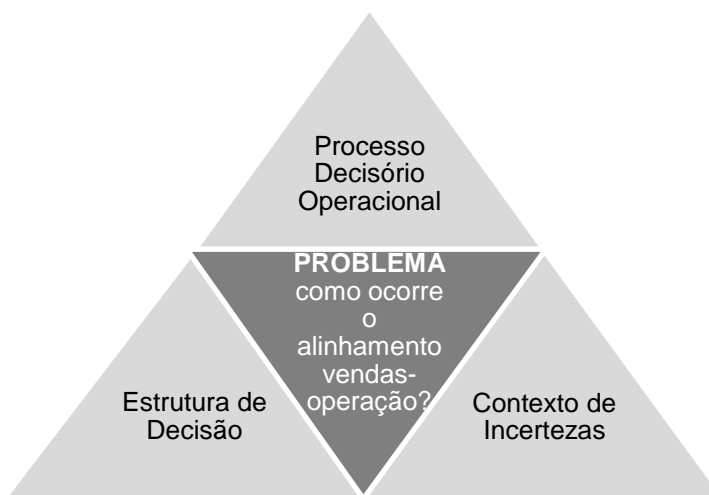 Processo
Decisório
Operacional
PROBLEMA
como ocorre
o
alinhamento
vendas-
operação?
Estrutura de
Decisão
Contexto de
Incertezas